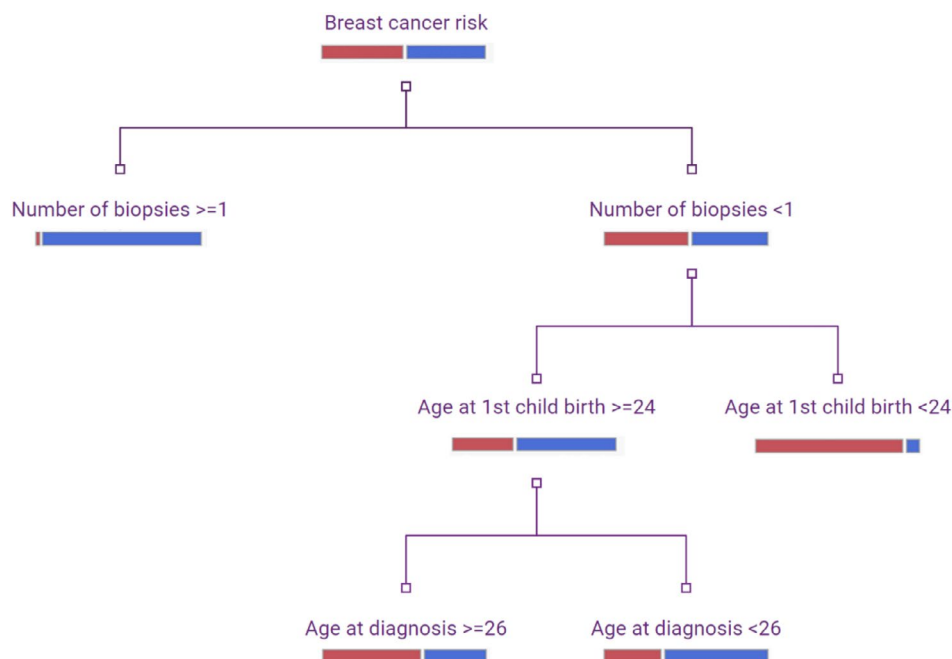 Breast cancer risk
Number of biopsies >=1
Number of biopsies <1
Age at 1st child birth >=24
Age at 1st child birth <24
Age at diagnosis >=26
Age at diagnosis <26